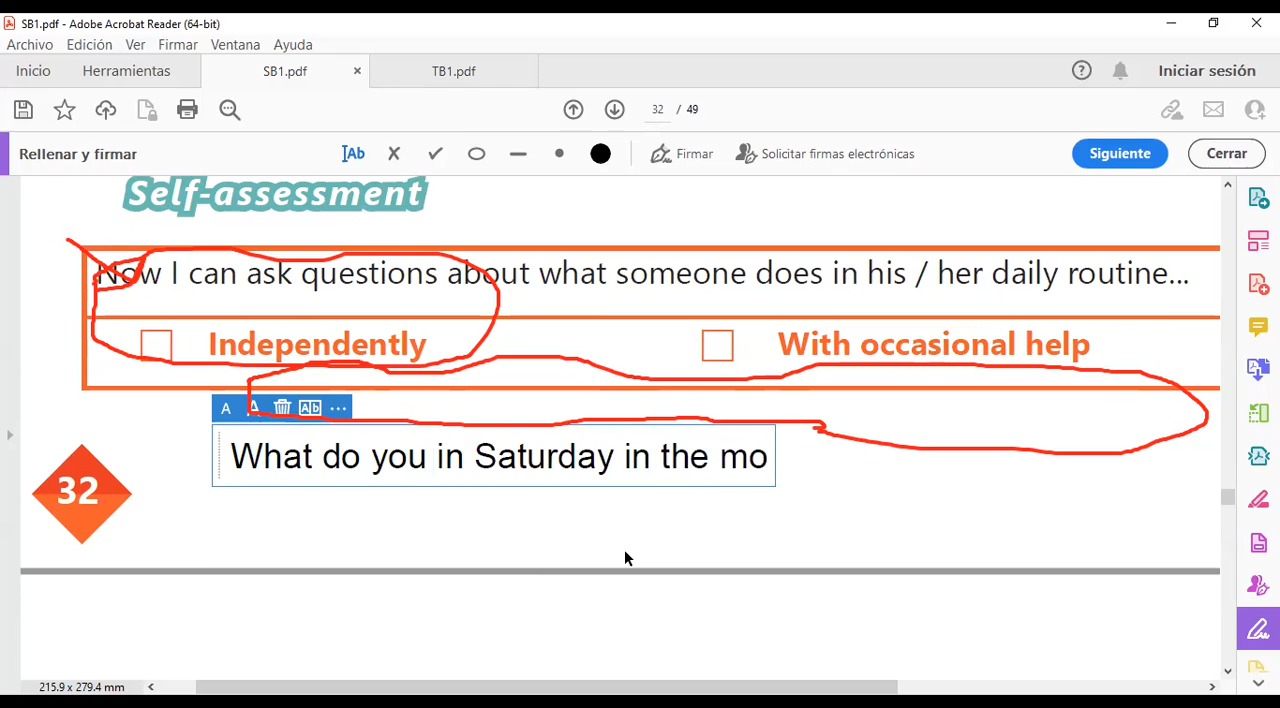 SB1.pdf - Adobe Acrobat Reader (64-bit)
Archivo Edición Ver Firmar Ventana Ayuda
Inicio Herramientas SB1.pdf × TB1.pdf Iniciar sesión
32 / 49
Rellenar y firmar Ab Firmar Solicitar firmas electrónicas Siguiente Cerrar
Self-assessment
Now I can ask questions about what someone does in his / her daily routine...
Independently With occasional help
A A Ab ...
What do you in Saturday in the mo
32
215.9 x 279.4 mm